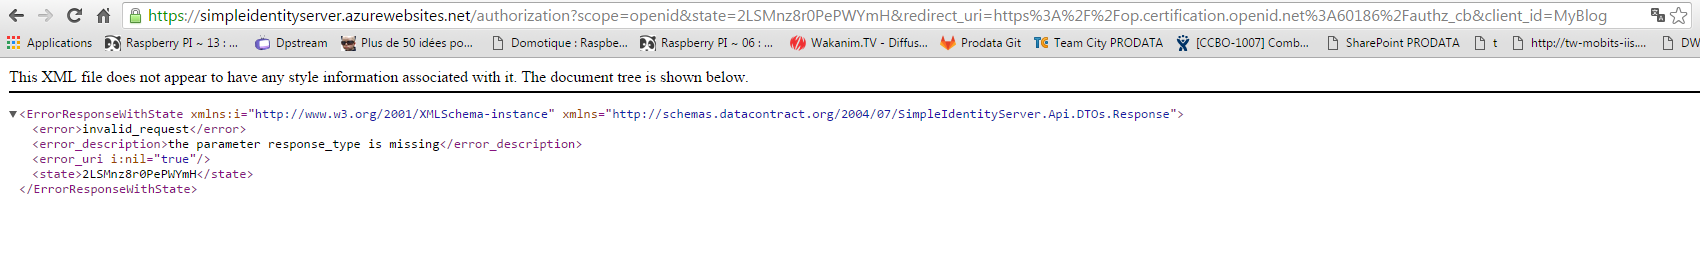 https://simpleidentityserver.azurewebsites.net/authorization?scope=openid&state=2LSMnz8r0PePWYmH&redirect_uri=https%3A%2F%2Fop.certification.openid.net%3A60186%2Fauthz_cb&client_id=MyBlog
Applications Raspberry PI ~ 13 : ... Dpstream Plus de 50 idées po... Domotique : Raspbe... Raspberry PI ~ 06 : ... Wakanim.TV - Diffus... Prodata Git TC Team City PRODATA [CCBO-1007] Comb... SharePoint PRODATA t http://tw-mobits-iis.... DW
This XML file does not appear to have any style information associated with it. The document tree is shown below.
▼<ErrorResponseWithState xmlns:i="http://www.w3.org/2001/XMLSchema-instance" xmlns="http://schemas.datacontract.org/2004/07/SimpleIdentityServer.Api.DTOs.Response">
<error>invalid_request</error>
<error_description>the parameter response_type is missing</error_description>
<error_uri i:nil="true"/>
<state>2LSMnz8r0PePWYmH</state>
</ErrorResponseWithState>